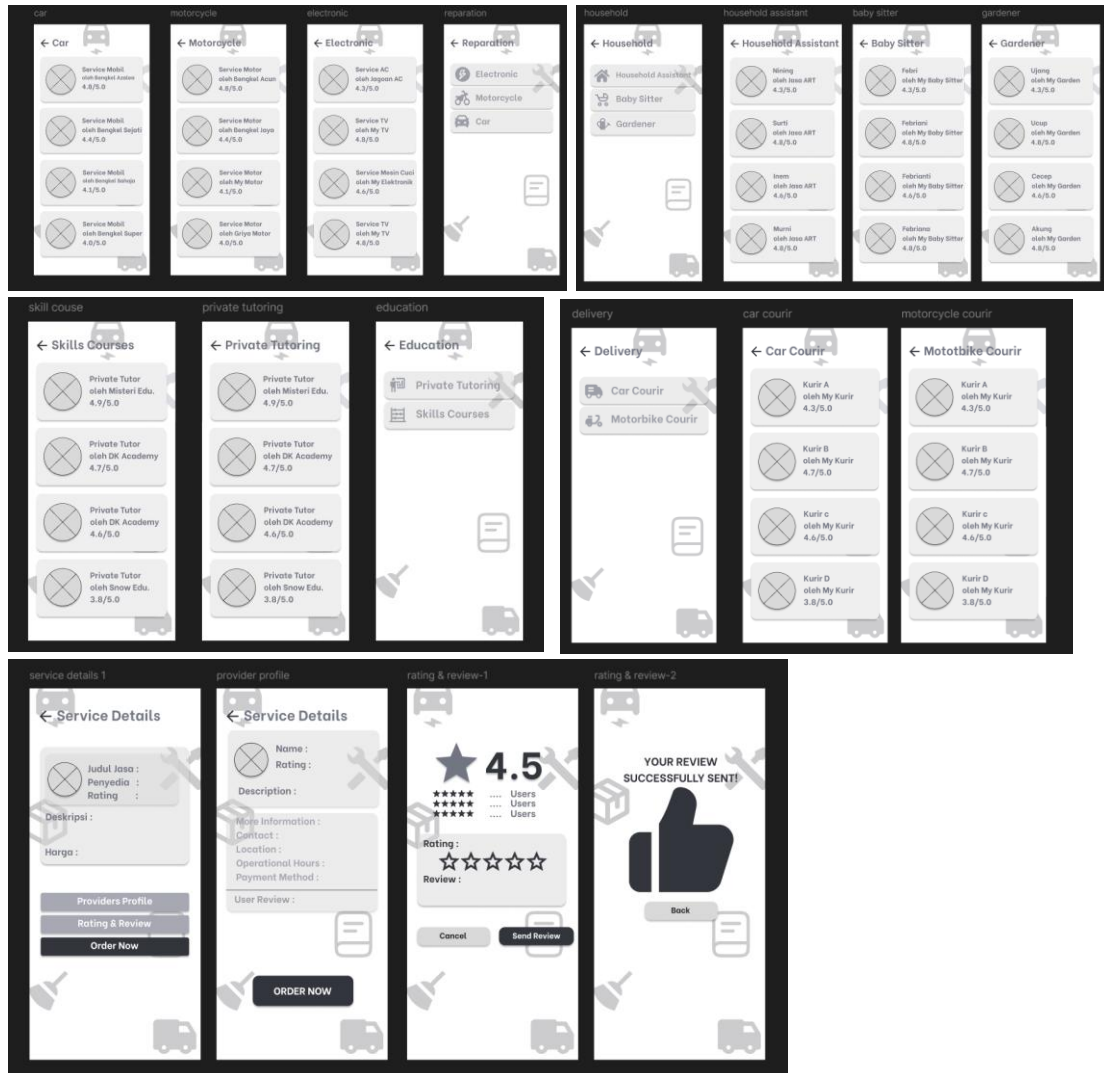 car
motorcycle
electronic
reparation
← Car
Service Mobil
oleh Bengkel Azalea
4.8/5.0
Service Mobil
oleh Bengkel Sejati
4.4/5.0
Service Mobil
oleh Bengkel Sahaja
4.1/5.0
Service Mobil
oleh Bengkel Super
4.0/5.0
← Motorcycle
Service Motor
oleh Bengkel Acun
4.8/5.0
Service Motor
oleh Bengkel Jaya
4.4/5.0
Service Motor
oleh My Motor
4.1/5.0
Service Motor
oleh Griya Motor
4.0/5.0
← Electronic
Service AC
oleh Jagoan AC
4.3/5.0
Service TV
oleh My TV
4.8/5.0
Service Mesin Cuci
oleh My Elektronik
4.6/5.0
Service TV
oleh My TV
4.8/5.0
← Reparation
Electronic
Motorcycle
Car
household
household assistant
baby sitter
gardener
← Household
Household Assistant
Baby Sitter
Gardener
← Household Assistant
Nining
oleh Jasa ART
4.3/5.0
Surti
oleh Jasa ART
4.8/5.0
Inem
oleh Jasa ART
4.6/5.0
Murni
oleh Jasa ART
4.8/5.0
← Baby Sitter
Febri
oleh My Baby Sitter
4.3/5.0
Febriani
oleh My Baby Sitter
4.8/5.0
Febrianti
oleh My Baby Sitter
4.6/5.0
Febriana
oleh My Baby Sitter
4.8/5.0
← Gardener
Ujang
oleh My Garden
4.3/5.0
Ucup
oleh My Garden
4.8/5.0
Cecep
oleh My Garden
4.6/5.0
Akung
oleh My Garden
4.8/5.0
skill couse
private tutoring
education
← Skills Courses
Private Tutor
oleh Misteri Edu.
4.9/5.0
Private Tutor
oleh DK Academy
4.7/5.0
Private Tutor
oleh DK Academy
4.6/5.0
Private Tutor
oleh Snow Edu.
3.8/5.0
← Private Tutoring
Private Tutor
oleh Misteri Edu.
4.9/5.0
Private Tutor
oleh DK Academy
4.7/5.0
Private Tutor
oleh DK Academy
4.6/5.0
Private Tutor
oleh Snow Edu.
3.8/5.0
← Education
Private Tutoring
Skills Courses
delivery
car courir
motorcycle courir
← Delivery
Car Courir
Motorbike Courir
← Car Courir
Kurir A
oleh My Kurir
4.3/5.0
Kurir B
oleh My Kurir
4.7/5.0
Kurir c
oleh My Kurir
4.6/5.0
Kurir D
oleh My Kurir
3.8/5.0
← Mototbike Courir
Kurir A
oleh My Kurir
4.3/5.0
Kurir B
oleh My Kurir
4.7/5.0
Kurir c
oleh My Kurir
4.6/5.0
Kurir D
oleh My Kurir
3.8/5.0
service details 1
provider profile
rating & review-1
rating & review-2
← Service Details
Judul Jasa :
Penyedia :
Rating :
Deskripsi :
Harga :
Providers Profile
Rating & Review
Order Now
← Service Details
Name :
Rating :
Description :
More Information :
Contact :
Location :
Operational Hours :
Payment Method :
User Review :
ORDER NOW
4.5
★★★★★ .... Users
★★★★★ .... Users
★★★★★ .... Users
Rating :
☆☆☆☆☆
Review :
Cancel
Send Review
YOUR REVIEW
SUCCESSFULLY SENT!
Back